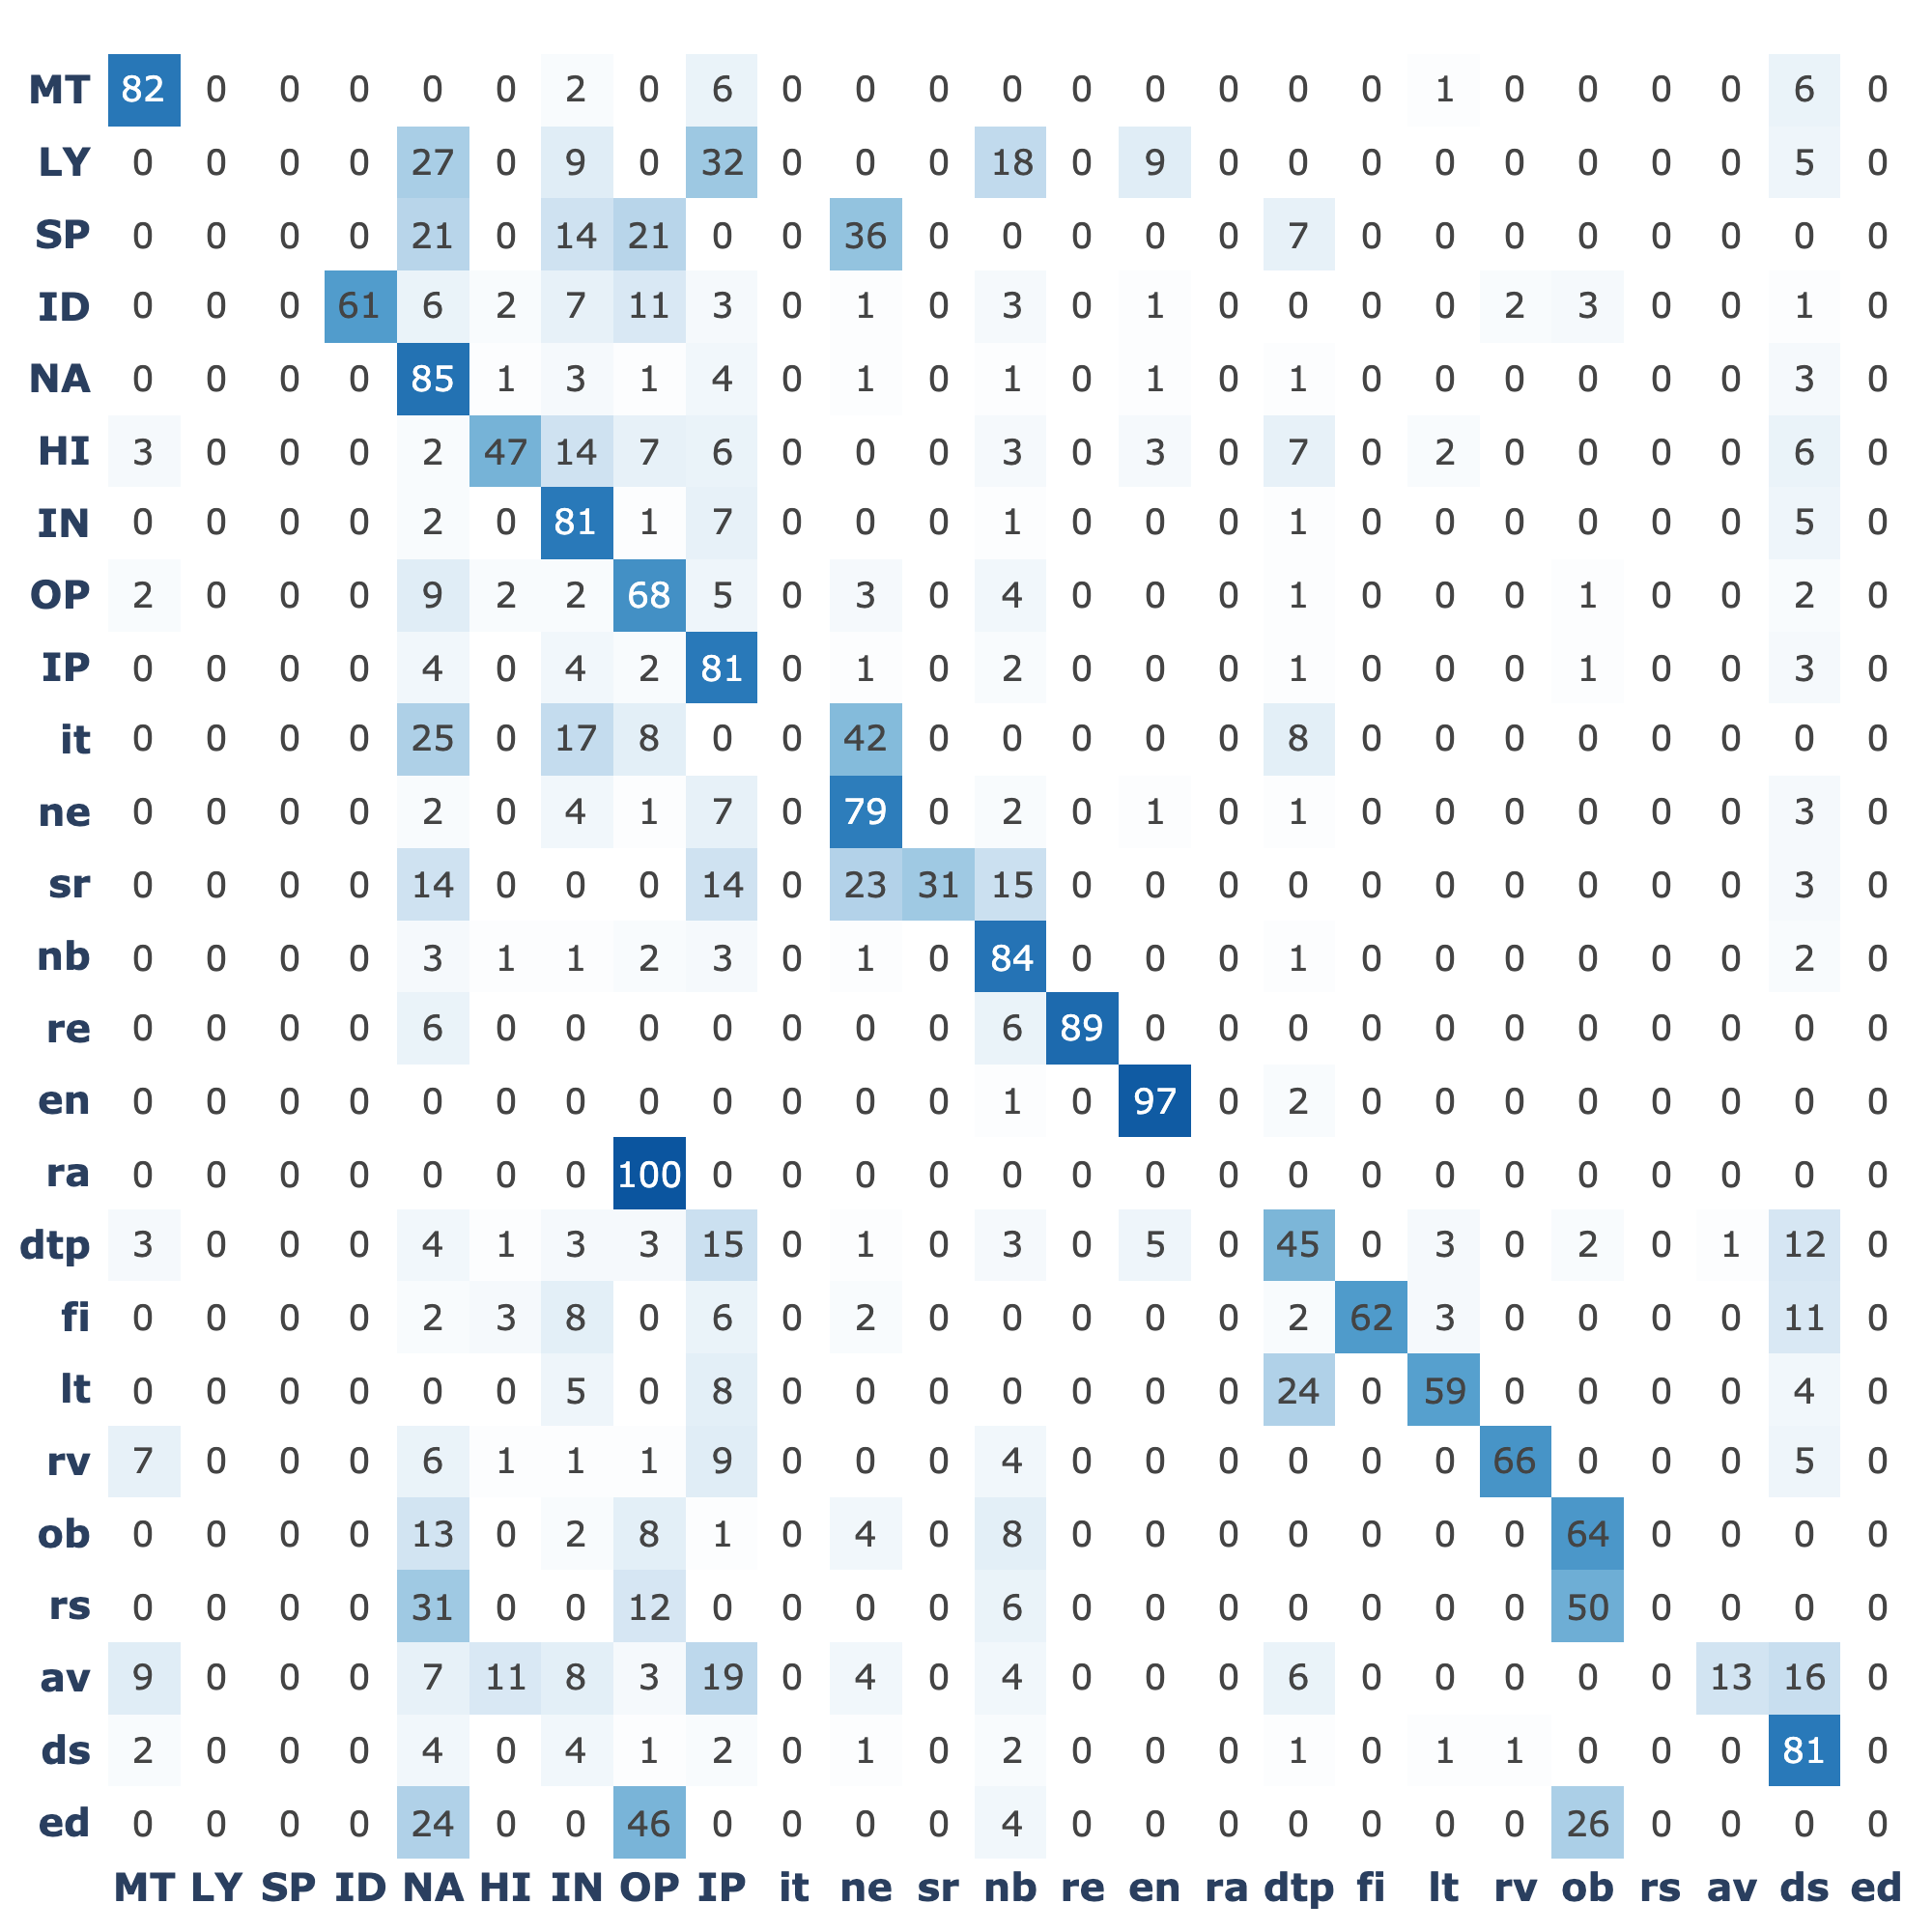 MT 82 0 0 0 0 0 2 0 6 0 0 0 0 0 0 0 0 0 1 0 0 0 0 6 0
LY 0 0 0 0 27 0 9 0 32 0 0 0 18 0 9 0 0 0 0 0 0 0 0 5 0
SP 0 0 0 0 21 0 14 21 0 0 36 0 0 0 0 0 7 0 0 0 0 0 0 0 0
ID 0 0 0 61 6 2 7 11 3 0 1 0 3 0 1 0 0 0 0 2 3 0 0 1 0
NA 0 0 0 0 85 1 3 1 4 0 1 0 1 0 1 0 1 0 0 0 0 0 0 3 0
HI 3 0 0 0 2 47 14 7 6 0 0 0 3 0 3 0 7 0 2 0 0 0 0 6 0
IN 0 0 0 0 2 0 81 1 7 0 0 0 1 0 0 0 1 0 0 0 0 0 0 5 0
OP 2 0 0 0 9 2 2 68 5 0 3 0 4 0 0 0 1 0 0 0 1 0 0 2 0
IP 0 0 0 0 4 0 4 2 81 0 1 0 2 0 0 0 1 0 0 0 1 0 0 3 0
it 0 0 0 0 25 0 17 8 0 0 42 0 0 0 0 0 8 0 0 0 0 0 0 0 0
ne 0 0 0 0 2 0 4 1 7 0 79 0 2 0 1 0 1 0 0 0 0 0 0 3 0
sr 0 0 0 0 14 0 0 0 14 0 23 31 15 0 0 0 0 0 0 0 0 0 0 3 0
nb 0 0 0 0 3 1 1 2 3 0 1 0 84 0 0 0 1 0 0 0 0 0 0 2 0
re 0 0 0 0 6 0 0 0 0 0 0 0 6 89 0 0 0 0 0 0 0 0 0 0 0
en 0 0 0 0 0 0 0 0 0 0 0 0 1 0 97 0 2 0 0 0 0 0 0 0 0
ra 0 0 0 0 0 0 0 100 0 0 0 0 0 0 0 0 0 0 0 0 0 0 0 0 0
dtp 3 0 0 0 4 1 3 3 15 0 1 0 3 0 5 0 45 0 3 0 2 0 1 12 0
fi 0 0 0 0 2 3 8 0 6 0 2 0 0 0 0 0 2 62 3 0 0 0 0 11 0
lt 0 0 0 0 0 0 5 0 8 0 0 0 0 0 0 0 24 0 59 0 0 0 0 4 0
rv 7 0 0 0 6 1 1 1 9 0 0 0 4 0 0 0 0 0 0 66 0 0 0 5 0
ob 0 0 0 0 13 0 2 8 1 0 4 0 8 0 0 0 0 0 0 0 64 0 0 0 0
rs 0 0 0 0 31 0 0 12 0 0 0 0 6 0 0 0 0 0 0 0 50 0 0 0 0
av 9 0 0 0 7 11 8 3 19 0 4 0 4 0 0 0 6 0 0 0 0 0 13 16 0
ds 2 0 0 0 4 0 4 1 2 0 1 0 2 0 0 0 1 0 1 1 0 0 0 81 0
ed 0 0 0 0 24 0 0 46 0 0 0 0 4 0 0 0 0 0 0 0 26 0 0 0 0
MT LY SP ID NA HI IN OP IP it ne sr nb re en ra dtp fi lt rv ob rs av ds ed